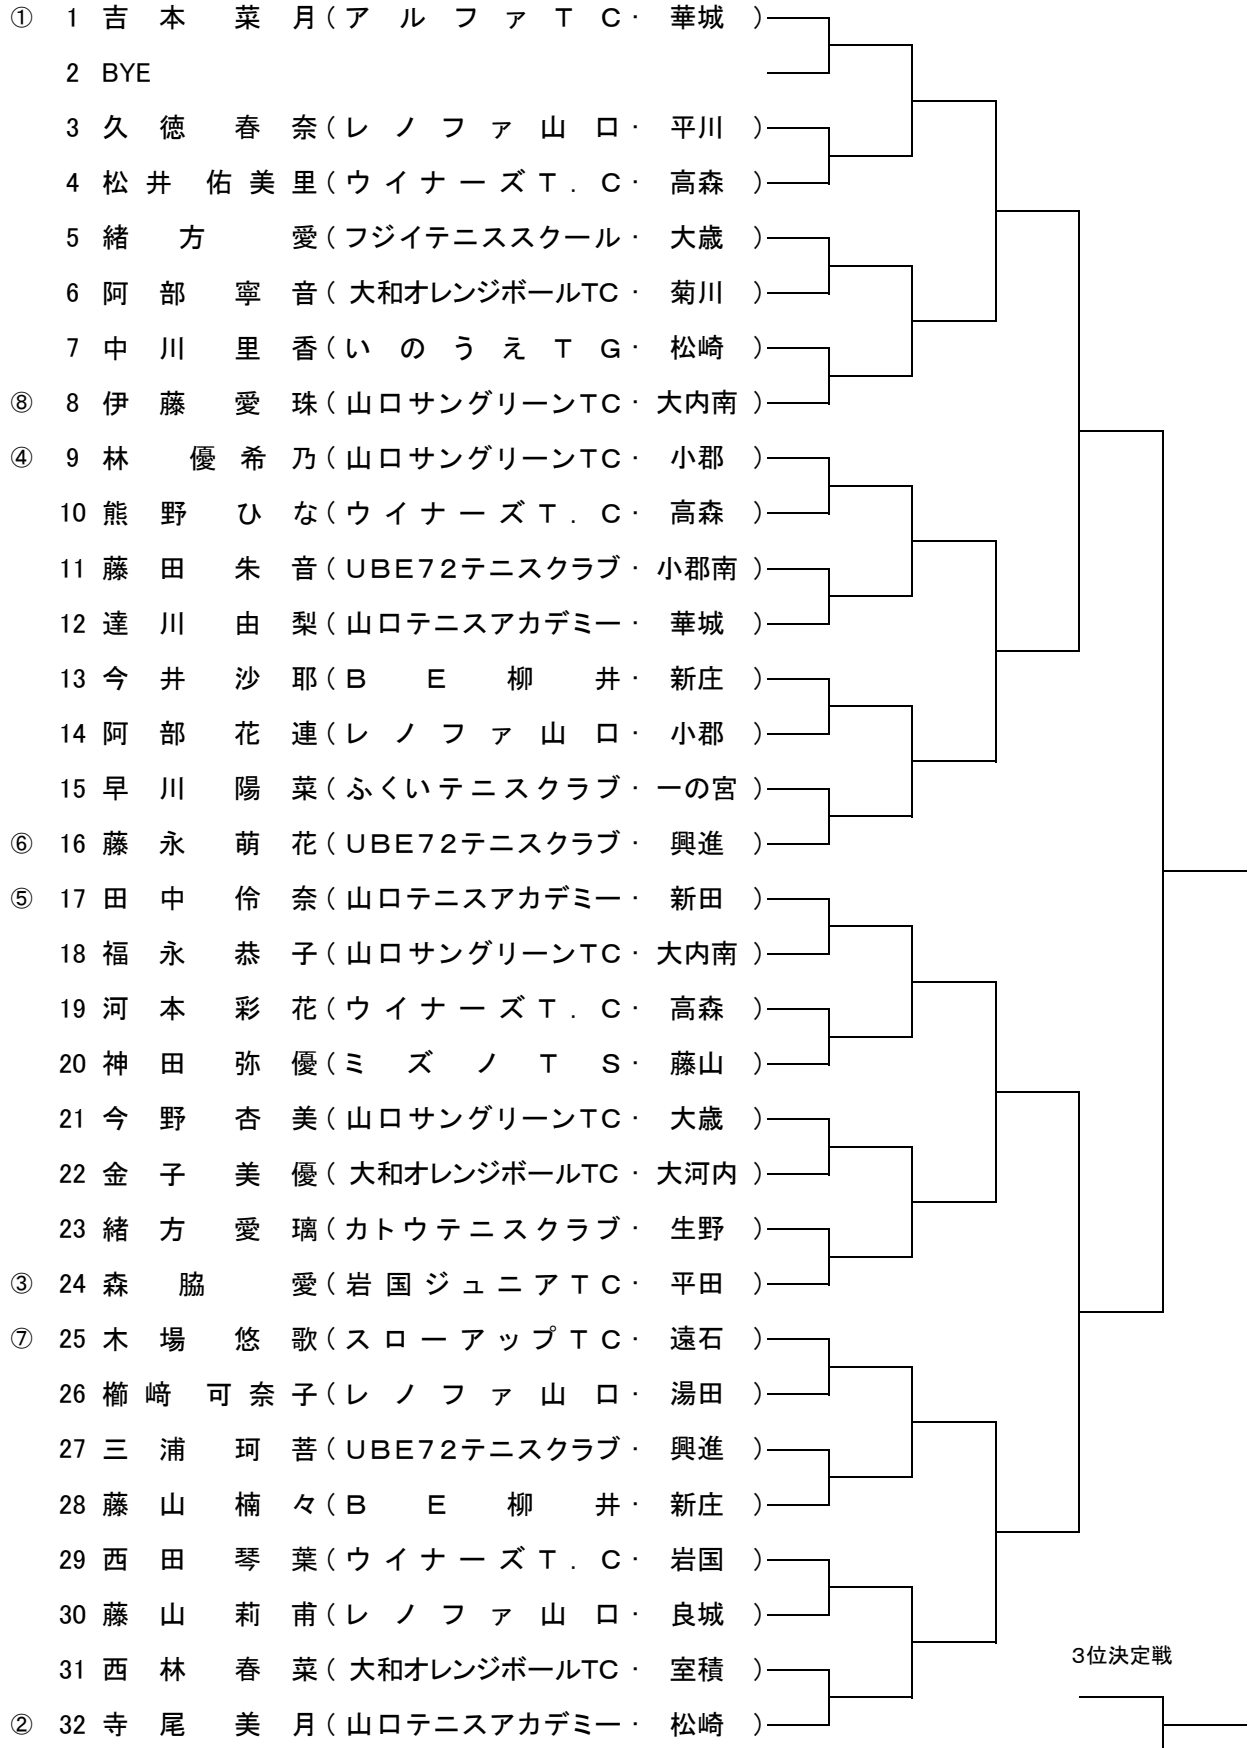 ① 1 吉本 菜月 (アルファTC・華城)
2 BYE
3 久徳 春奈 (レノファ山口・平川)
4 松井 佑美里 (ウイナーズT.C・高森)
5 緒方 愛 (フジイテニススクール・大歳)
6 阿部 寧音 (大和オレンジボールTC・菊川)
7 中川 里香 (いのうえTG・松崎)
⑧ 8 伊藤 愛珠 (山口サングリーンTC・大内南)
④ 9 林 優希乃 (山口サングリーンTC・小郡)
10 熊野 ひな (ウイナーズT.C・高森)
11 藤田 朱音 (UBE72テニスクラブ・小郡南)
12 達川 由梨 (山口テニスアカデミー・華城)
13 今井 沙耶 (BE柳井・新庄)
14 阿部 花連 (レノファ山口・小郡)
15 早川 陽菜 (ふくいテニスクラブ・一の宮)
⑥ 16 藤永 萌花 (UBE72テニスクラブ・興進)
⑤ 17 田中 伶奈 (山口テニスアカデミー・新田)
18 福永 恭子 (山口サングリーンTC・大内南)
19 河本 彩花 (ウイナーズT.C・高森)
20 神田 弥優 (ミズノTS・藤山)
21 今野 杏美 (山口サングリーンTC・大歳)
22 金子 美優 (大和オレンジボールTC・大河内)
23 緒方 愛璃 (カトウテニスクラブ・生野)
③ 24 森脇 愛 (岩国ジュニアTC・平田)
⑦ 25 木場 悠歌 (スローアップTC・遠石)
26 櫛﨑 可奈子 (レノファ山口・湯田)
27 三浦 珂菩 (UBE72テニスクラブ・興進)
28 藤山 楠々 (BE柳井・新庄)
29 西田 琴葉 (ウイナーズT.C・岩国)
30 藤山 莉甫 (レノファ山口・良城)
31 西林 春菜 (大和オレンジボールTC・室積)
3位決定戦
② 32 寺尾 美月 (山口テニスアカデミー・松崎)